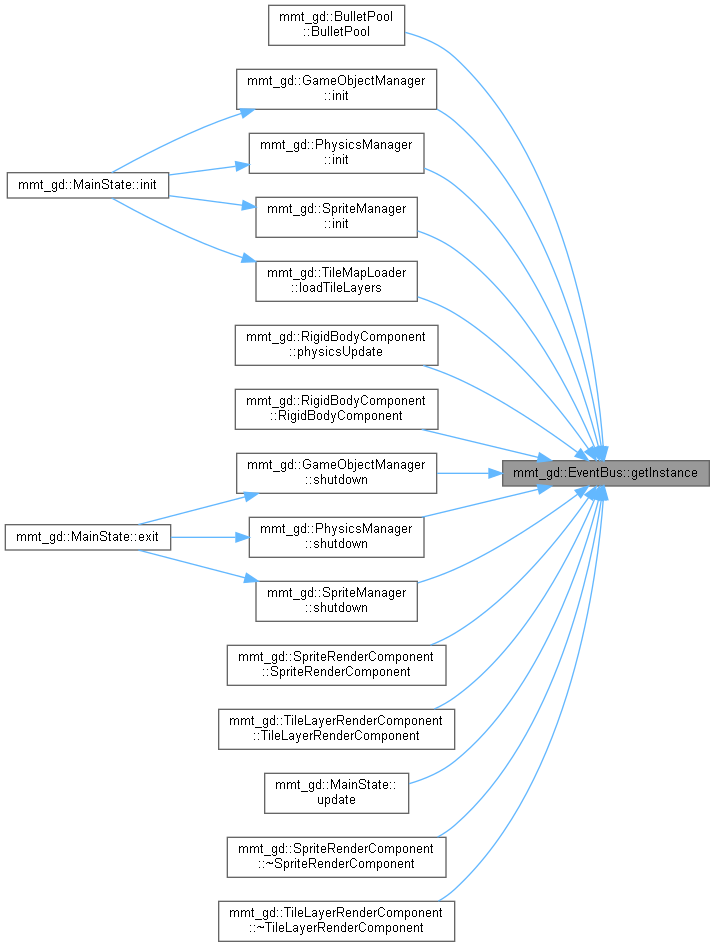 mmt_gd::BulletPool
::BulletPool
mmt_gd::GameObjectManager
::init
mmt_gd::PhysicsManager
::init
mmt_gd::MainState::init
mmt_gd::SpriteManager
::init
mmt_gd::TileMapLoader
::loadTileLayers
mmt_gd::RigidBodyComponent
::physicsUpdate
mmt_gd::RigidBodyComponent
::RigidBodyComponent
mmt_gd::EventBus::getInstance
mmt_gd::GameObjectManager
::shutdown
mmt_gd::MainState::exit
mmt_gd::PhysicsManager
::shutdown
mmt_gd::SpriteManager
::shutdown
mmt_gd::SpriteRenderComponent
::SpriteRenderComponent
mmt_gd::TileLayerRenderComponent
::TileLayerRenderComponent
mmt_gd::MainState::
update
mmt_gd::SpriteRenderComponent
::~SpriteRenderComponent
mmt_gd::TileLayerRenderComponent
::~TileLayerRenderComponent